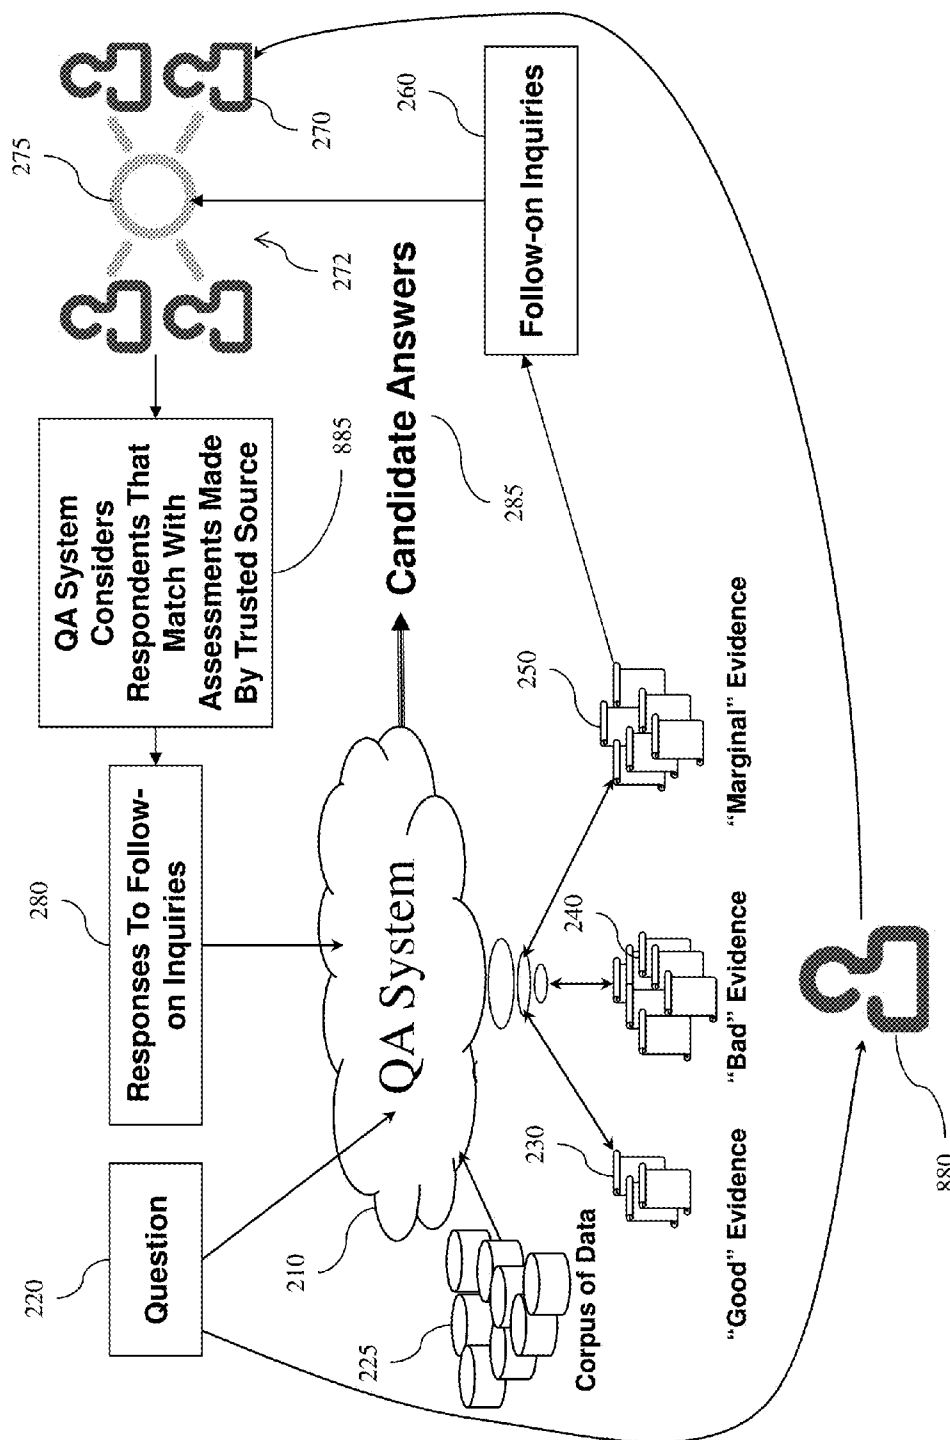 220
Question
280
Responses To Follow-
on Inquiries
QA System
Considers
Respondents That
Match With
Assessments Made
By Trusted Source
885
275
270
272
210
QA System
Candidate Answers
285
260
Follow-on Inquiries
225
Corpus of Data
230
"Good" Evidence
240
"Bad" Evidence
250
"Marginal" Evidence
880